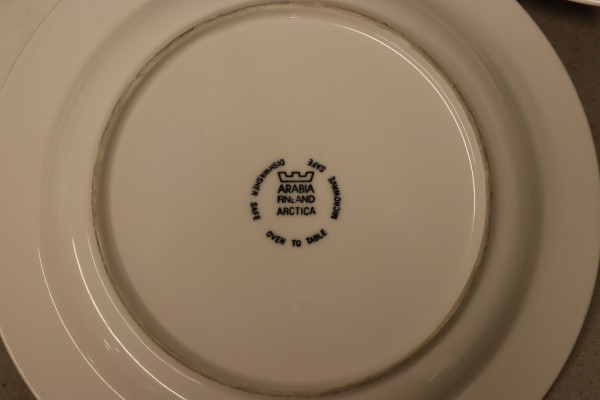 ARABIA
FINLAND
ARCTICA
DISHWASHER SAFE
OVEN TO TABLE
MICROWAVE SAFE